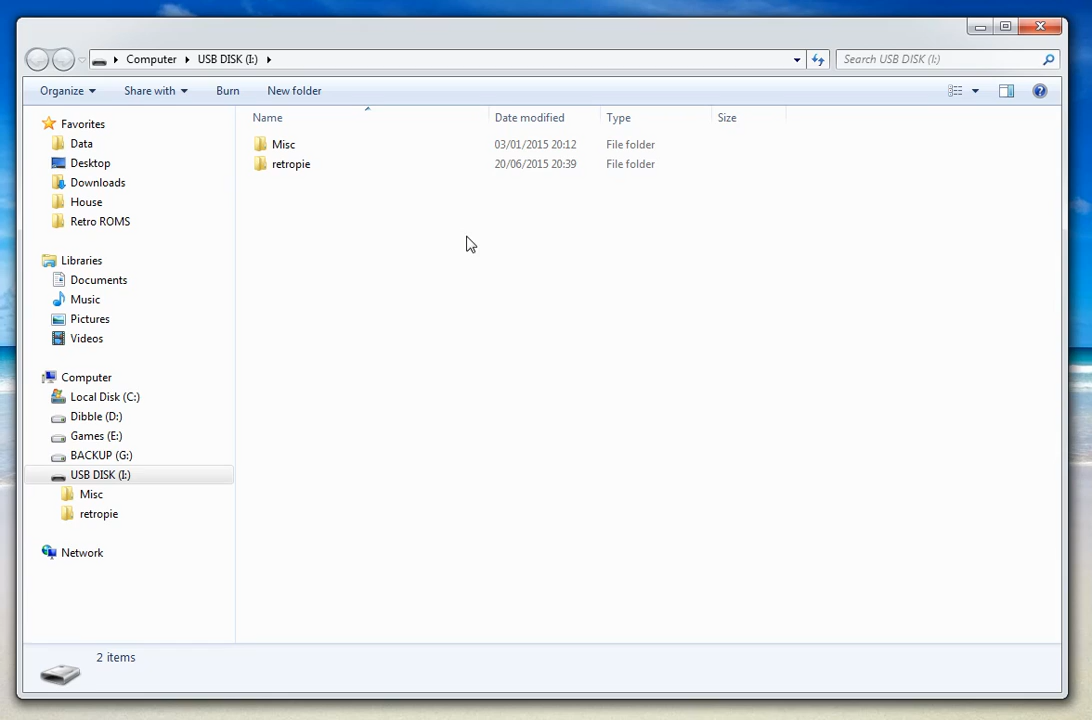 Computer USB DISK (I:) Search USB DISK (I:)
Organize Share with Burn New folder
Name Date modified Type Size
Misc 03/01/2015 20:12 File folder
retropie 20/06/2015 20:39 File folder
Favorites
Data
Desktop
Downloads
House
Retro ROMS
Libraries
Documents
Music
Pictures
Videos
Computer
Local Disk (C:)
Dibble (D:)
Games (E:)
BACKUP (G:)
USB DISK (I:)
Misc
retropie
Network
2 items